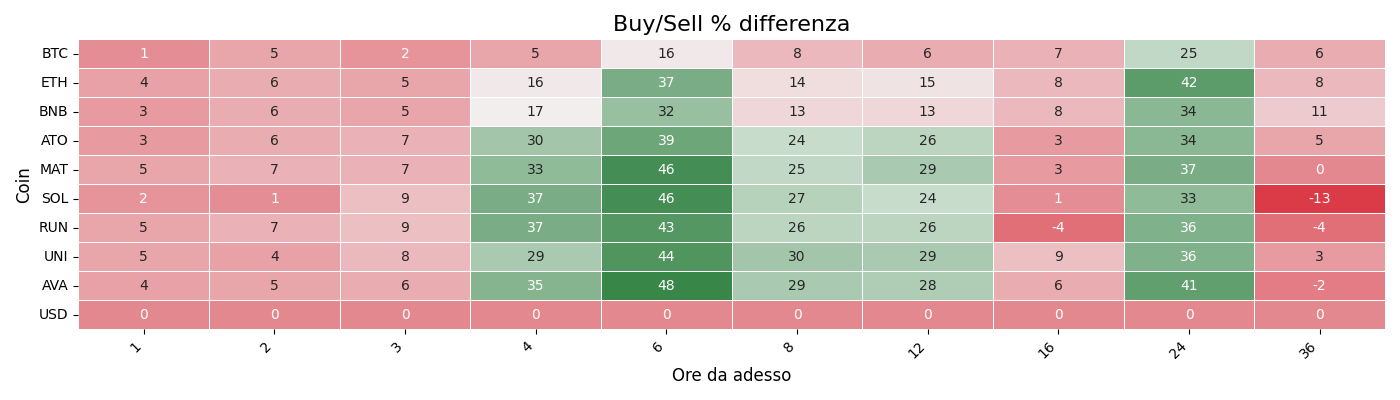 Buy/Sell % differenza
Coin
BTC 1 5 2 5 16 8 6 7 25 6
ETH 4 6 5 16 37 14 15 8 42 8
BNB 3 6 5 17 32 13 13 8 34 11
ATO 3 6 7 30 39 24 26 3 34 5
MAT 5 7 7 33 46 25 29 3 37 0
SOL 2 1 9 37 46 27 24 1 33 -13
RUN 5 7 9 37 43 26 26 -4 36 -4
UNI 5 4 8 29 44 30 29 9 36 3
AVA 4 5 6 35 48 29 28 6 41 -2
USD 0 0 0 0 0 0 0 0 0 0
1 2 3 4 6 8 12 16 24 36
Ore da adesso